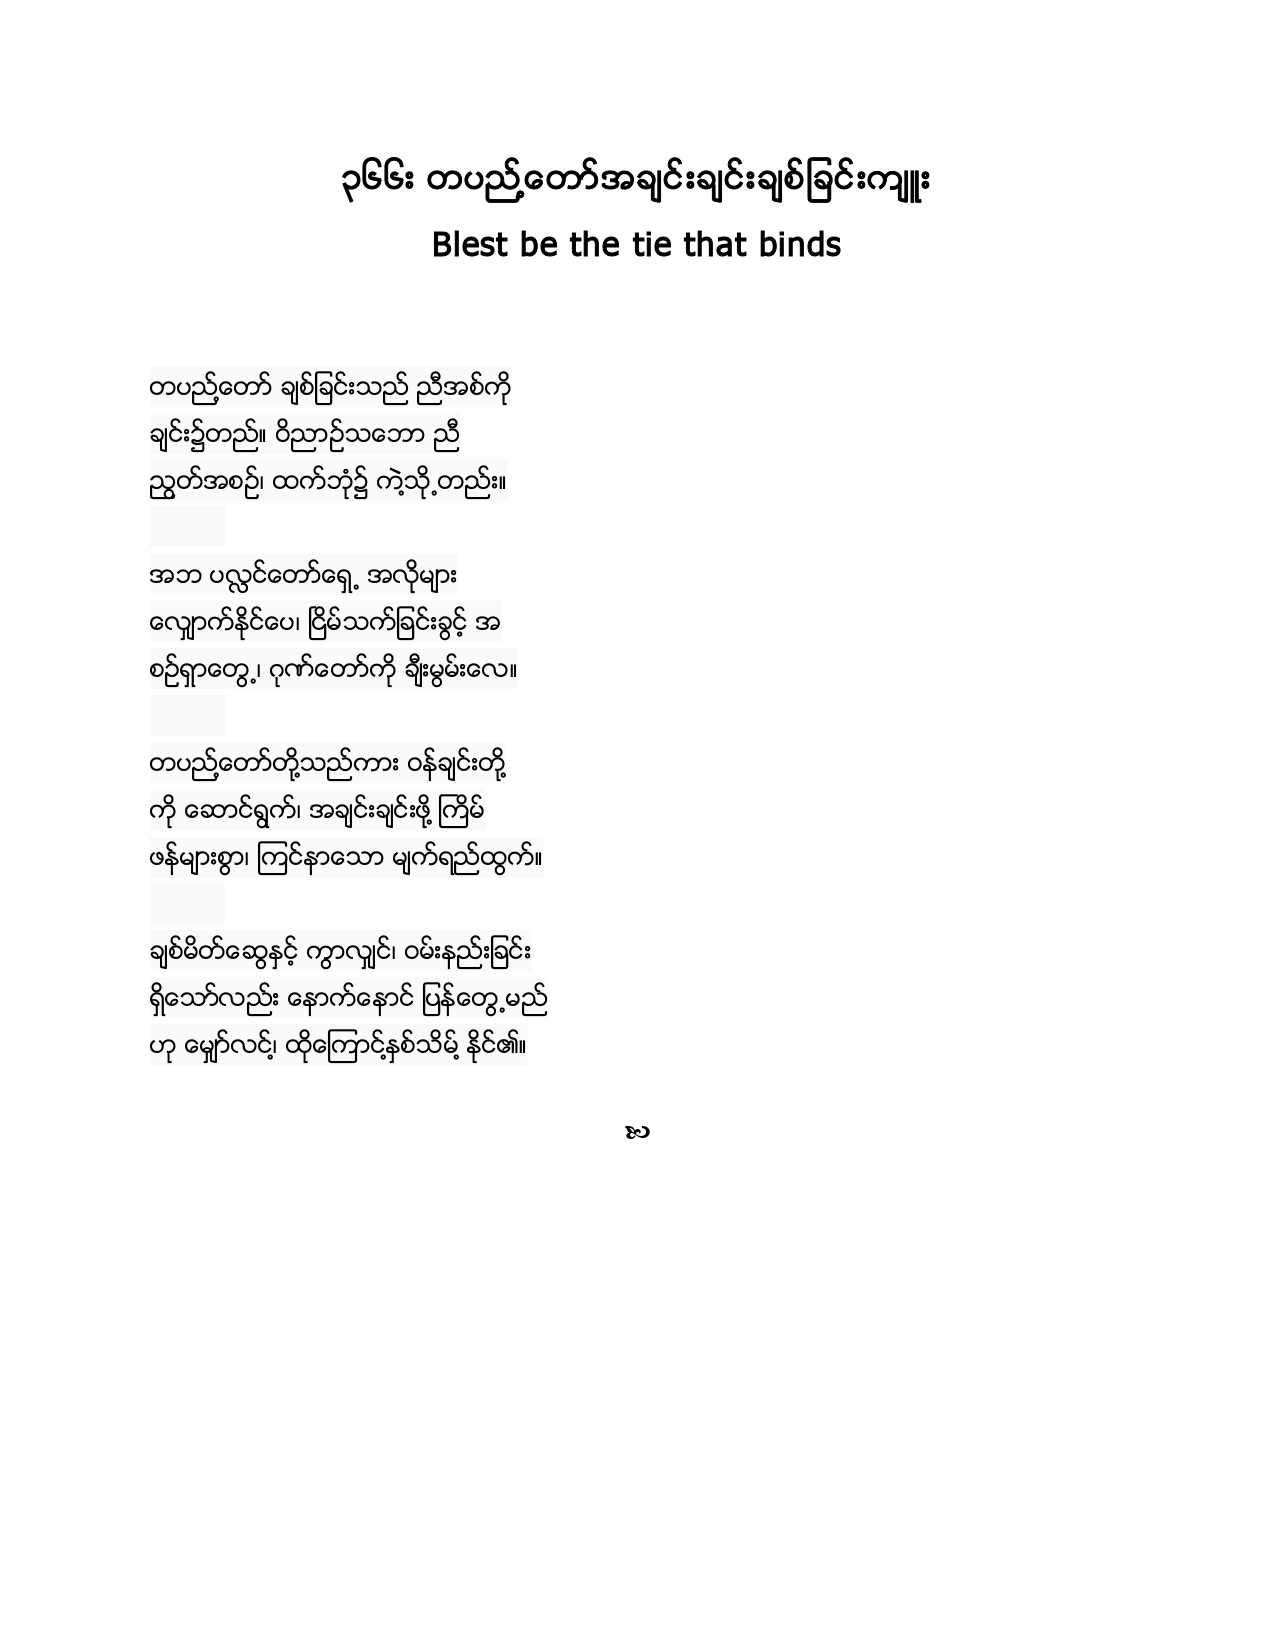 ၃၆၆း တပည့်တော်အချင်းချင်းချစ်ခြင်းကျူး
Blest be the tie that binds
တပည့်တော် ချစ်ခြင်းသည် ညီအစ်ကို
ချင်း၌တည်။ ဝိညာဉ်သဘော ညီ
ညွတ်အစဉ်၊ ထက်ဘုံ၌ ကဲ့သို့တည်း။
အဘ ပလ္လင်တော်ရှေ့ အလိုများ
လျှောက်နိုင်ပေ၊ ငြိမ်သက်ခြင်းခွင့် အ
စဉ်ရှာတွေ့၊ ဂုဏ်တော်ကို ချီးမွမ်းလေ။
တပည့်တော်တို့သည်ကား ဝန်ချင်းတို့
ကို ဆောင်ရွက်၊ အချင်းချင်းဖို့ ကြိမ်
ဖန်များစွာ၊ ကြင်နာသော မျက်ရည်ထွက်။
ချစ်မိတ်ဆွေနှင့် ကွာလျှင်၊ ဝမ်းနည်းခြင်း
ရှိသော်လည်း နောက်နောင် ပြန်တွေ့မည်
ဟု မျှော်လင့်၊ ထိုကြောင့်နှစ်သိမ့် နိုင်၏။